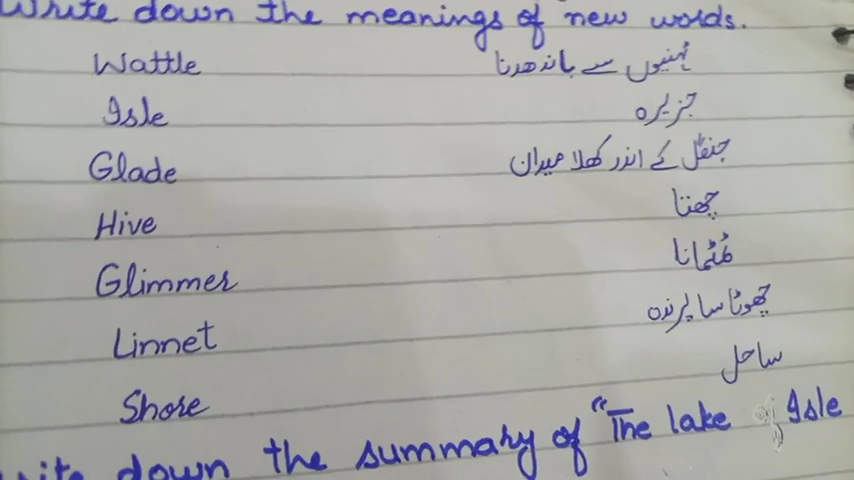 Write down the meanings of new words.
Wattle ٹہنیوں سے باندھنا
Isle جزیرہ
Glade جنگل کے اندر کھلا میدان
Hive چھتا
Glimmer ٹمٹمانا
Linnet چھوٹا سا پرندہ
Shore ساحل
write down the summary of "The lake of Isle